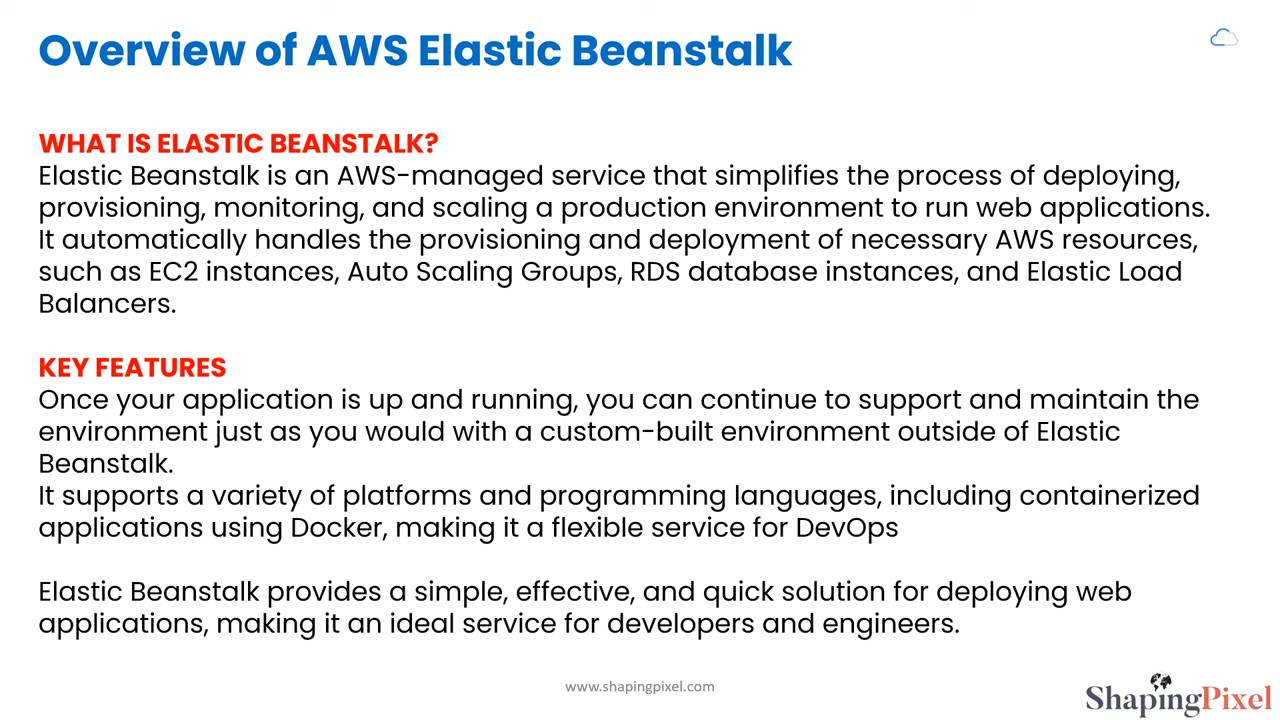 Overview of AWS Elastic Beanstalk
WHAT IS ELASTIC BEANSTALK?
Elastic Beanstalk is an AWS-managed service that simplifies the process of deploying,
provisioning, monitoring, and scaling a production environment to run web applications.
It automatically handles the provisioning and deployment of necessary AWS resources,
such as EC2 instances, Auto Scaling Groups, RDS database instances, and Elastic Load
Balancers.
KEY FEATURES
Once your application is up and running, you can continue to support and maintain the
environment just as you would with a custom-built environment outside of Elastic
Beanstalk.
It supports a variety of platforms and programming languages, including containerized
applications using Docker, making it a flexible service for DevOps
Elastic Beanstalk provides a simple, effective, and quick solution for deploying web
applications, making it an ideal service for developers and engineers.
www.shapingpixel.com
ShapingPixel